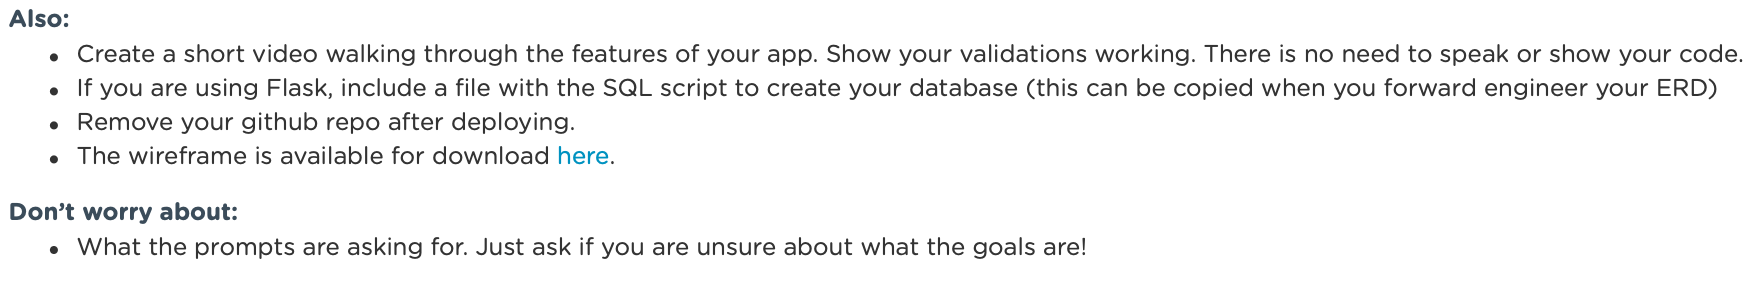 Also:
• Create a short video walking through the features of your app. Show your validations working. There is no need to speak or show your code.
• If you are using Flask, include a file with the SQL script to create your database (this can be copied when you forward engineer your ERD)
• Remove your github repo after deploying.
• The wireframe is available for download here.
Don’t worry about:
• What the prompts are asking for. Just ask if you are unsure about what the goals are!